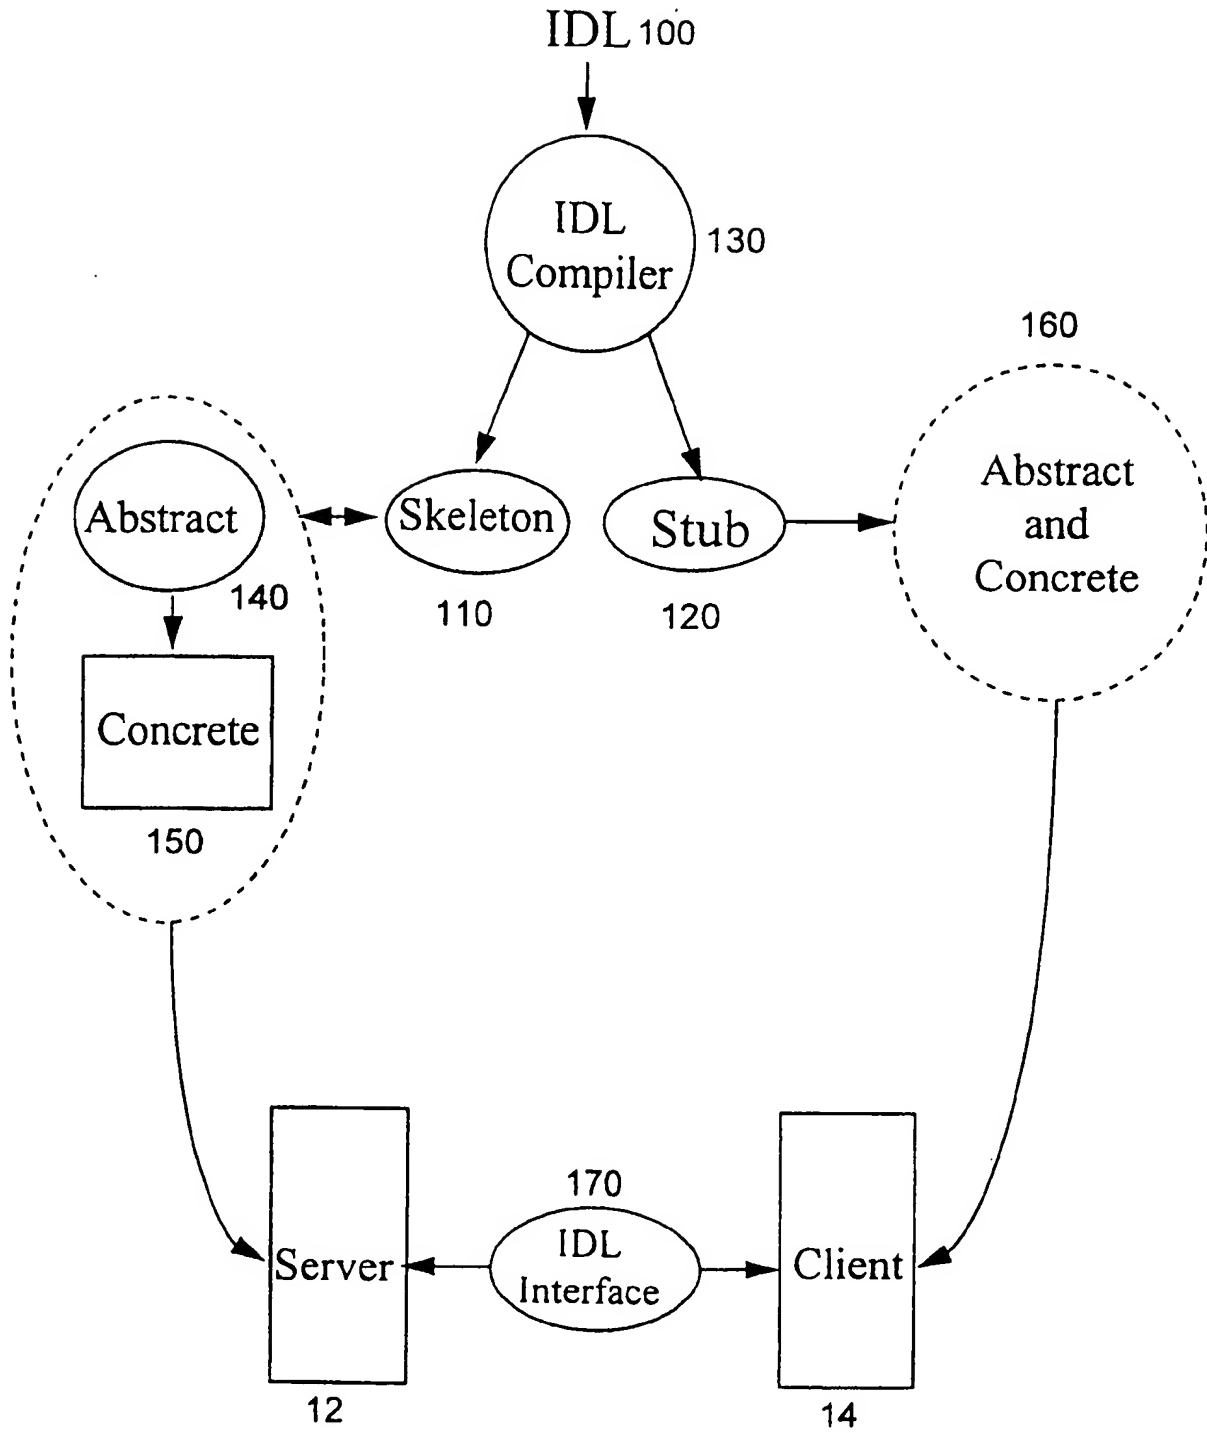 IDL 100
IDL
Compiler
130
160
Abstract
140
Skeleton
110
Stub
120
Abstract
and
Concrete
Concrete
150
170
IDL
Interface
Server
12
Client
14